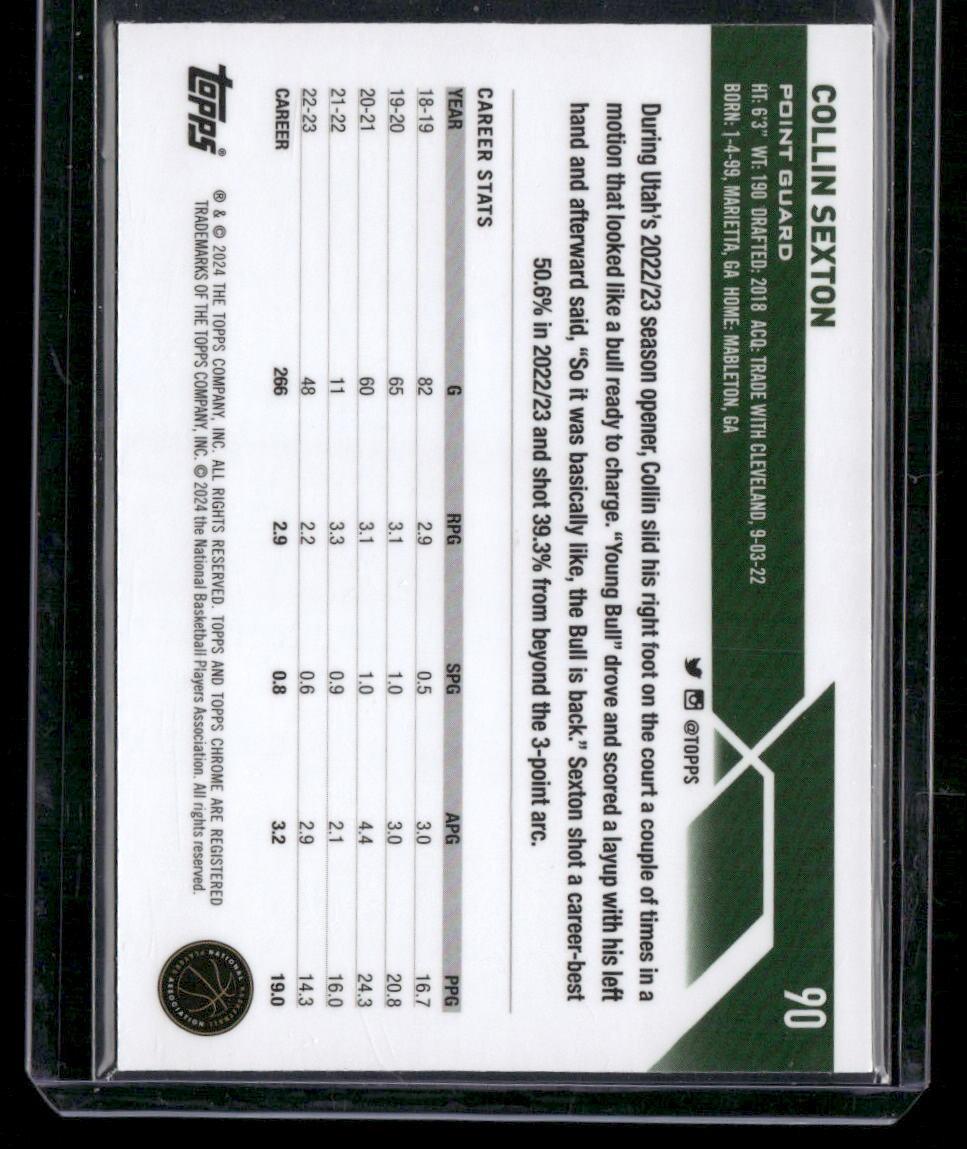 COLLIN SEXTON
90
POINT GUARD
HT: 6'3" WT: 190 DRAFTED: 2018 ACQ: TRADE WITH CLEVELAND, 9-03-22
BORN: 1-4-99, MARIETTA, GA HOME: MABLETON, GA
@TOPPS
During Utah's 2022/23 season opener, Collin slid his right foot on the court a couple of times in a
motion that looked like a bull ready to charge. "Young Bull" drove and scored a layup with his left
hand and afterward said, "So it was basically like, the Bull is back." Sexton shot a career-best
50.6% in 2022/23 and shot 39.3% from beyond the 3-point arc.
CAREER STATS
YEAR G RPG SPG APG PPG
18-19 82 2.9 0.5 3.0 16.7
19-20 65 3.1 1.0 3.0 20.8
20-21 60 3.1 1.0 4.4 24.3
21-22 11 3.3 0.9 2.1 16.0
22-23 48 2.2 0.6 2.9 14.3
CAREER 266 2.9 0.8 3.2 19.0
Topps®
® & © 2024 THE TOPPS COMPANY, INC. ALL RIGHTS RESERVED. TOPPS AND TOPPS CHROME ARE REGISTERED
TRADEMARKS OF THE TOPPS COMPANY, INC. © 2024 the National Basketball Players Association. All rights reserved.
NATIONAL BASKETBALL PLAYERS ASSOCIATION